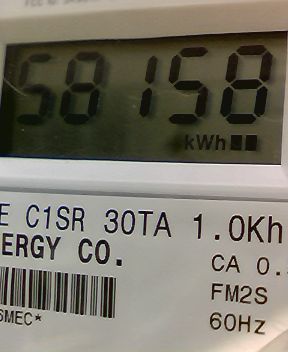 58158
kWh
E C1SR 30TA 1.0Kh
ERGY CO.
CA 0.
FM2S
60Hz
SMEC*